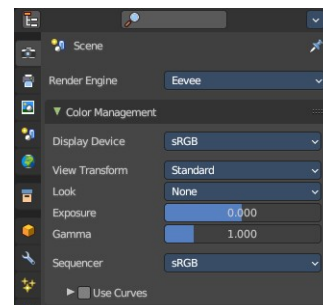 Scene
Render Engine Eevee
Color Management
Display Device sRGB
View Transform Standard
Look None
Exposure 0.000
Gamma 1.000
Sequencer sRGB
Use Curves